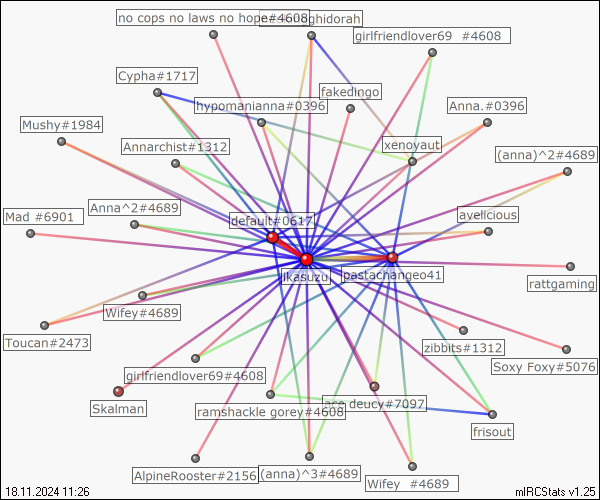 no cops no laws no hope#4608
ghidorah
girlfriendlover69 #4608
Cypha#1717
fakedingo
hypomanianna#0396
Anna.#0396
Mushy#1984
Annarchist#1312
xenoyaut
(anna)^2#4689
Anna^2#4689
Mad #6901
default#0617
avelicious
ikasuzu
pastachangeo41
rattgaming
Wifey#4689
Toucan#2473
zibbits#1312
Soxy Foxy#5076
girlfriendlover69#4608
Skalman
ramshackle gorey#4608
ace deucy#7097
frisout
AlpineRooster#2156
(anna)^3#4689
Wifey #4689
18.11.2024 11:26
mIRCStats v1.25